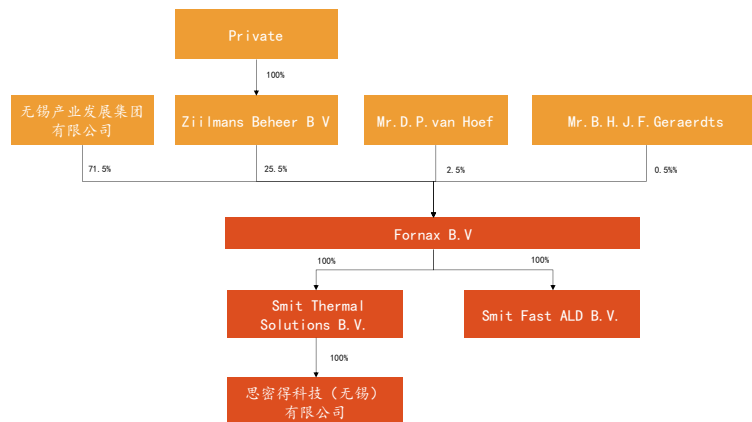 Private
100%
无锡产业发展集团
有限公司
Ziilmans Beheer B V
Mr.D.P.van Hoef
Mr.B.H.J.F.Geraerdts
71.5%
25.5%
2.5%
0.5%%
Fornax B.V
100%
100%
Smit Thermal
Solutions B.V.
Smit Fast ALD B.V.
100%
思密得科技（无锡）
有限公司